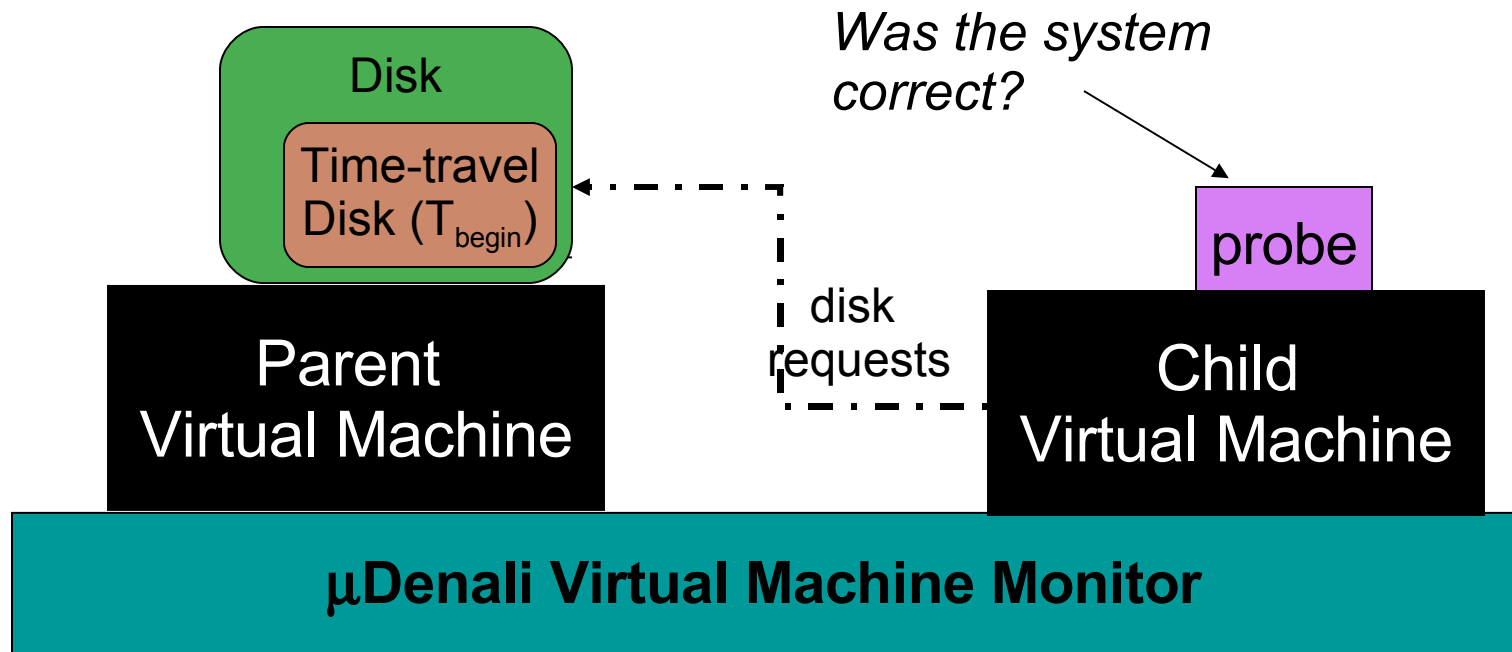 Disk
Time-travel
Disk (T_begin)
Was the system
correct?
probe
disk
requests
Parent
Virtual Machine
Child
Virtual Machine
μDenali Virtual Machine Monitor